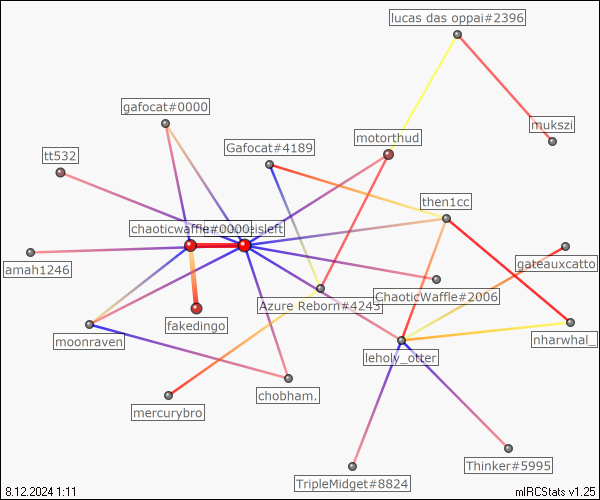 lucas das oppai#2396
gafocat#0000
mukszi
motorthud
Gafocat#4189
tt532
then1cc
chaoticwaffle#0000
eisleft
gateauxcatto
amah1246
ChaoticWaffle#2006
Azure Reborn#4243
fakedingo
moonraven
nharwhal_
leholy_otter
chobham.
mercurybro
Thinker#5995
TripleMidget#8824
8.12.2024 1:11
mIRCStats v1.25